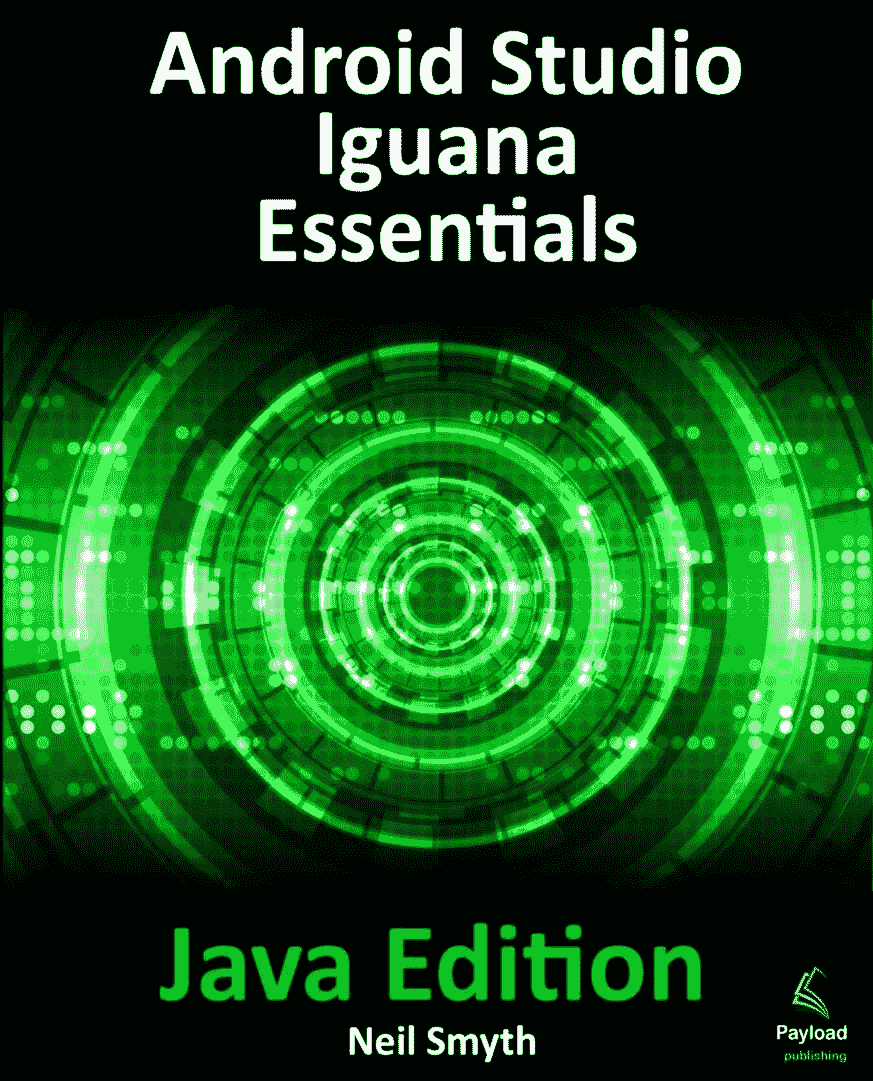 Android Studio
Iguana
Essentials
Java Edition
Neil Smyth
Payload
publishing